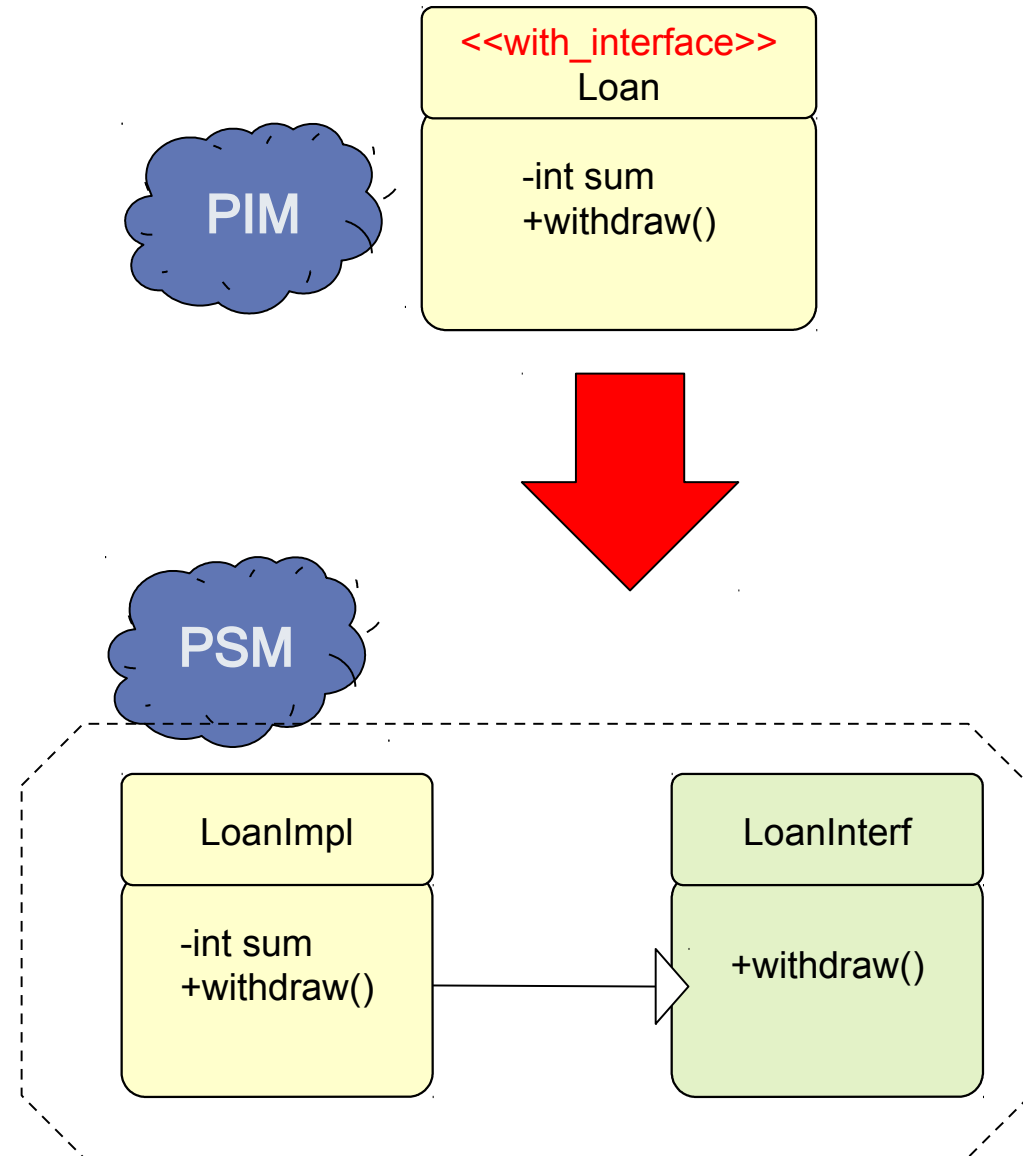 <<with_interface>>
Loan
PIM
-int sum
+withdraw()
PSM
LoanImpl
LoanInterf
-int sum
+withdraw()
+withdraw()